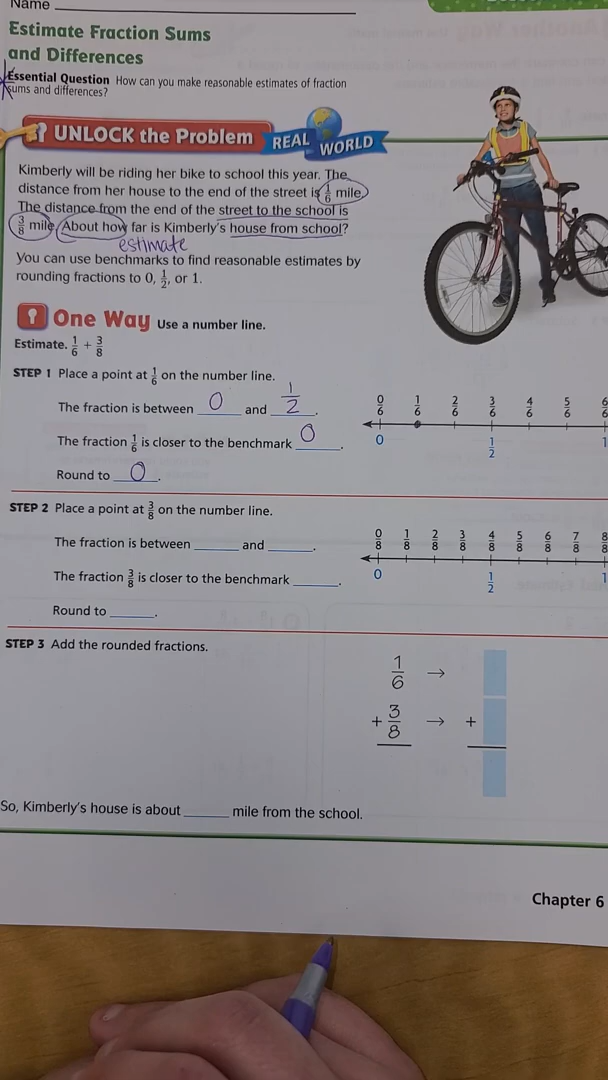 Name
Estimate Fraction Sums
and Differences
Essential Question How can you make reasonable estimates of fraction
sums and differences?
UNLOCK the Problem REAL WORLD
Kimberly will be riding her bike to school this year. The
distance from her house to the end of the street is 1/6 mile.
The distance from the end of the street to the school is
3/8 mile. About how far is Kimberly's house from school?
estimate
You can use benchmarks to find reasonable estimates by
rounding fractions to 0, 1/2, or 1.
One Way Use a number line.
Estimate. 1/6 + 3/8
STEP 1 Place a point at 1/6 on the number line.
The fraction is between 0 and 1/2.
The fraction 1/6 is closer to the benchmark 0.
Round to 0.
0/6 1/6 2/6 3/6 4/6 5/6 6/6
0 1/2 1
STEP 2 Place a point at 3/8 on the number line.
The fraction is between ____ and ____.
The fraction 3/8 is closer to the benchmark ____.
Round to ____.
0/8 1/8 2/8 3/8 4/8 5/8 6/8 7/8 8/8
0 1/2 1
STEP 3 Add the rounded fractions.
1/6 →
+ 3/8 → +
So, Kimberly's house is about ____ mile from the school.
Chapter 6